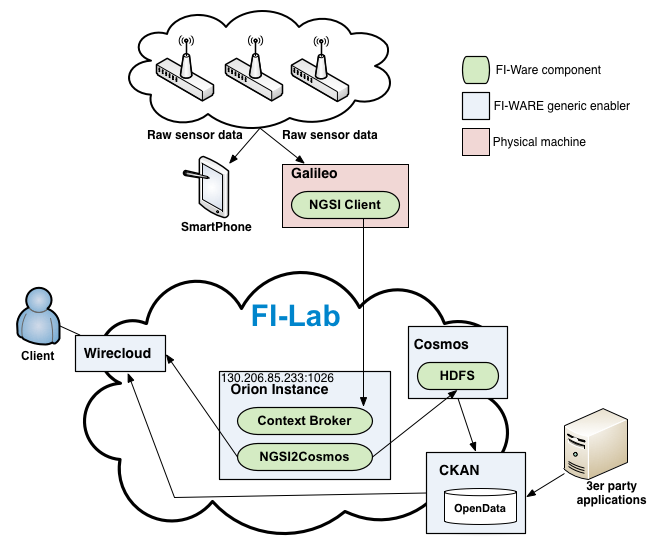 FI-Ware component
FI-WARE generic enabler
Physical machine
Raw sensor data
Raw sensor data
Galileo
NGSI Client
SmartPhone
FI-Lab
Client
Wirecloud
Cosmos
HDFS
130.206.85.233:1026
Orion Instance
Context Broker
NGSI2Cosmos
CKAN
OpenData
3er party
applications